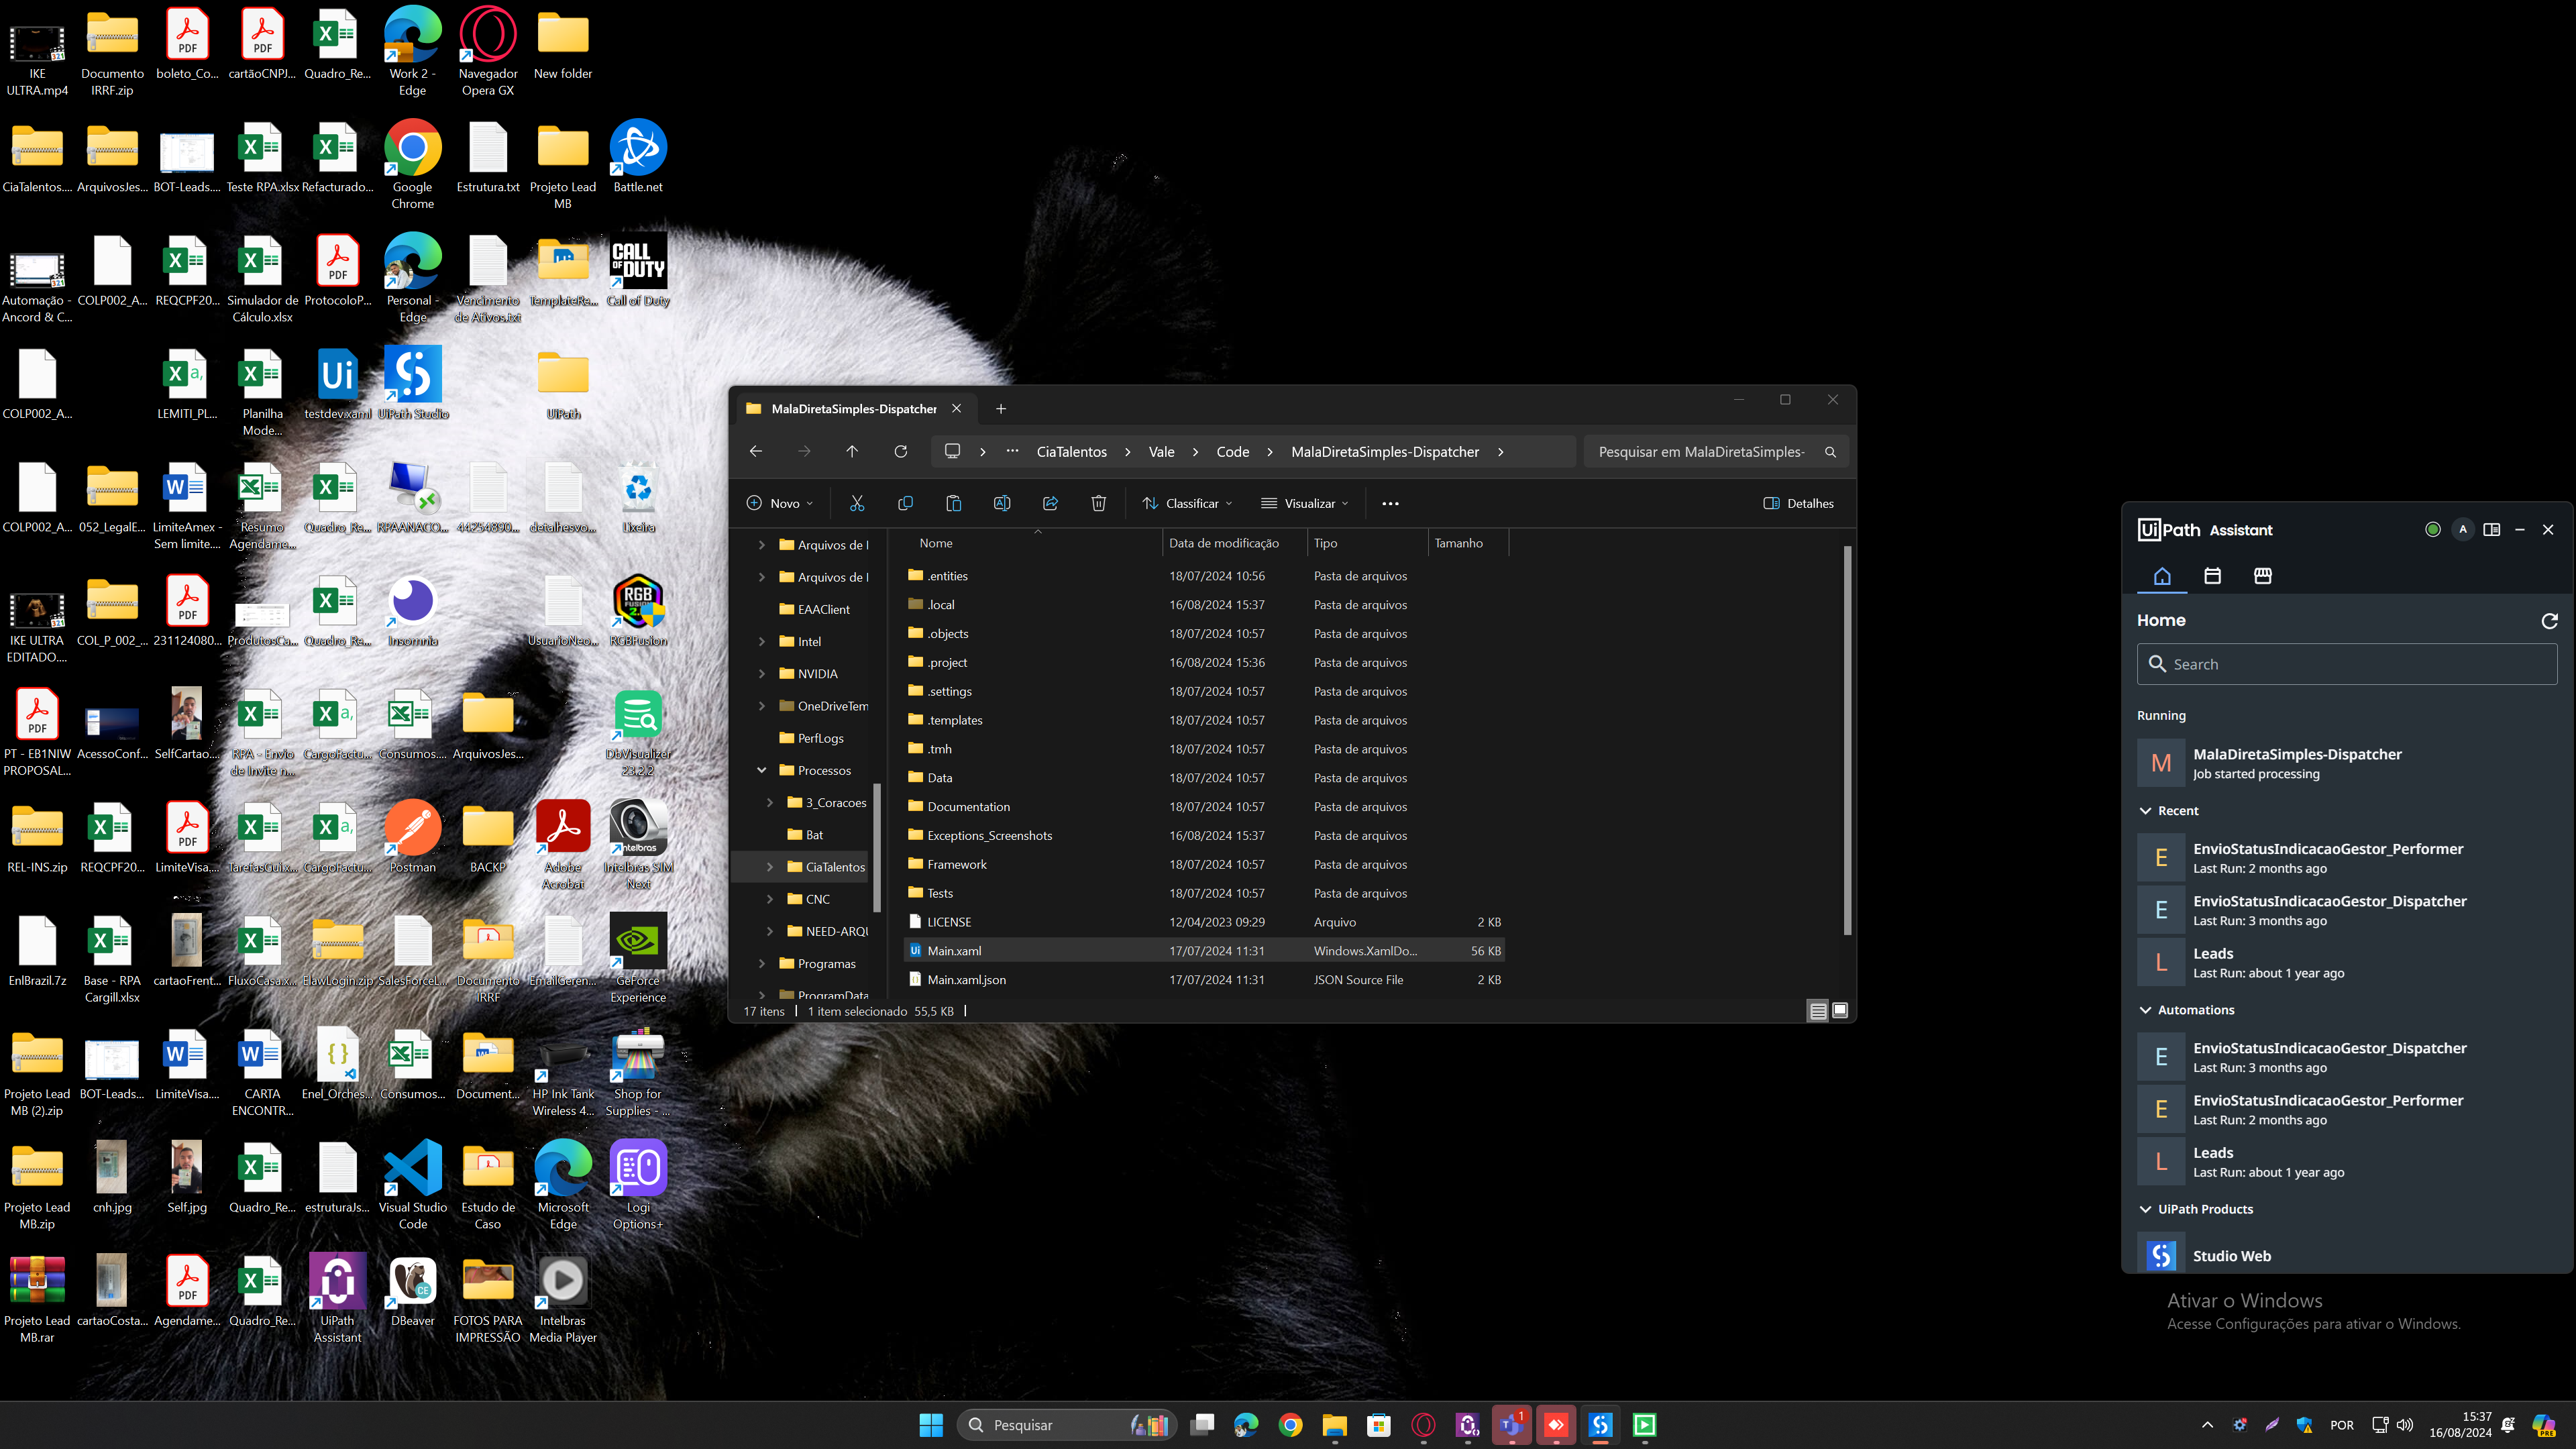 IKE
ULTRA.mp4
Documento
IRRF.zip
boleto_Co...
cartãoCNPJ...
Quadro_Re...
Work 2 -
Edge
Navegador
Opera GX
New folder
CiaTalentos....
ArquivosJes...
BOT-Leads....
Teste RPA.xlsx
Refacturado...
Google
Chrome
Estrutura.txt
Projeto Lead
MB
Battle.net
Automação -
Ancord & C...
COLP002_A...
REQCPF20...
Simulador de
Cálculo.xlsx
ProtocoloP...
Personal -
Edge
Vencimento
de Ativos.txt
TemplateRe...
Call of Duty
COLP002_A...
LEMITI_PL...
Planilha
Mode...
testdev.xaml
UiPath Studio
UiPath
COLP002_A...
052_LegalE...
LimiteAmex -
Sem limite....
Resumo
Agendame...
Quadro_Re...
RPAANACO...
44254890...
detalhesvo...
Lixeira
IKE ULTRA
EDITADO....
COL_P_002_...
231124080...
ProdutosCa...
Quadro_Re...
Insomnia
UsuarioNeo...
RGBFusion
PT - EB1NIW
PROPOSAL...
AcessoConf...
SelfCartao....
RPA - Envio
de Invite n...
CargoFactu...
Consumos....
ArquivosJes...
DbVisualizer
23.2.2
REL-INS.zip
REQCPF20...
LimiteVisa....
TarefasCui.x...
CargoFactu...
Postman
BACKP
Adobe
Acrobat
Intelbras SIM
Next
EnlBrazil.7z
Base - RPA
Cargill.xlsx
cartaoFrent...
FluxoCasa.x...
ElawLogin.zip
SalesForceL...
Documento
IRRF
EmailGeren...
GeForce
Experience
Projeto Lead
MB (2).zip
BOT-Leads...
LimiteVisa....
CARTA
ENCONTR...
Enel_Orches...
Consumos...
Document...
HP Ink Tank
Wireless 4...
Shop for
Supplies - ...
Projeto Lead
MB.zip
cnh.jpg
Self.jpg
Quadro_Re...
estruturaJs...
Visual Studio
Code
Estudo de
Caso
Microsoft
Edge
Logi
Options+
Projeto Lead
MB.rar
cartaoCosta...
Agendame...
Quadro_Re...
UiPath
Assistant
DBeaver
FOTOS PARA
IMPRESSÃO
Intelbras
Media Player
MalaDiretaSimples-Dispatcher
CiaTalentos > Vale > Code > MalaDiretaSimples-Dispatcher >
Pesquisar em MalaDiretaSimples-
Novo
Classificar
Visualizar
Detalhes
Arquivos de
Arquivos de
EAAClient
Intel
NVIDIA
OneDriveTem
PerfLogs
Processos
3_Coracoes
Bat
CiaTalentos
CNC
NEED-ARQU
Programas
ProgramData
Nome Data de modificação Tipo Tamanho
.entities 18/07/2024 10:56 Pasta de arquivos
.local 16/08/2024 15:37 Pasta de arquivos
.objects 18/07/2024 10:57 Pasta de arquivos
.project 16/08/2024 15:36 Pasta de arquivos
.settings 18/07/2024 10:57 Pasta de arquivos
.templates 18/07/2024 10:57 Pasta de arquivos
.tmh 18/07/2024 10:57 Pasta de arquivos
Data 18/07/2024 10:57 Pasta de arquivos
Documentation 18/07/2024 10:57 Pasta de arquivos
Exceptions_Screenshots 16/08/2024 15:37 Pasta de arquivos
Framework 18/07/2024 10:57 Pasta de arquivos
Tests 18/07/2024 10:57 Pasta de arquivos
LICENSE 12/04/2023 09:29 Arquivo 2 KB
Main.xaml 17/07/2024 11:31 Windows.XamlDo... 56 KB
Main.xaml.json 17/07/2024 11:31 JSON Source File 2 KB
17 itens | 1 item selecionado 55,5 KB |
UiPath Assistant
A
Home
Search
Running
M
MalaDiretaSimples-Dispatcher
Job started processing
Recent
E
EnvioStatusIndicacaoGestor_Performer
Last Run: 2 months ago
E
EnvioStatusIndicacaoGestor_Dispatcher
Last Run: 3 months ago
L
Leads
Last Run: about 1 year ago
Automations
E
EnvioStatusIndicacaoGestor_Dispatcher
Last Run: 3 months ago
E
EnvioStatusIndicacaoGestor_Performer
Last Run: 2 months ago
L
Leads
Last Run: about 1 year ago
UiPath Products
Studio Web
Ativar o Windows
Acesse Configurações para ativar o Windows.
Pesquisar
1
POR
15:37
16/08/2024